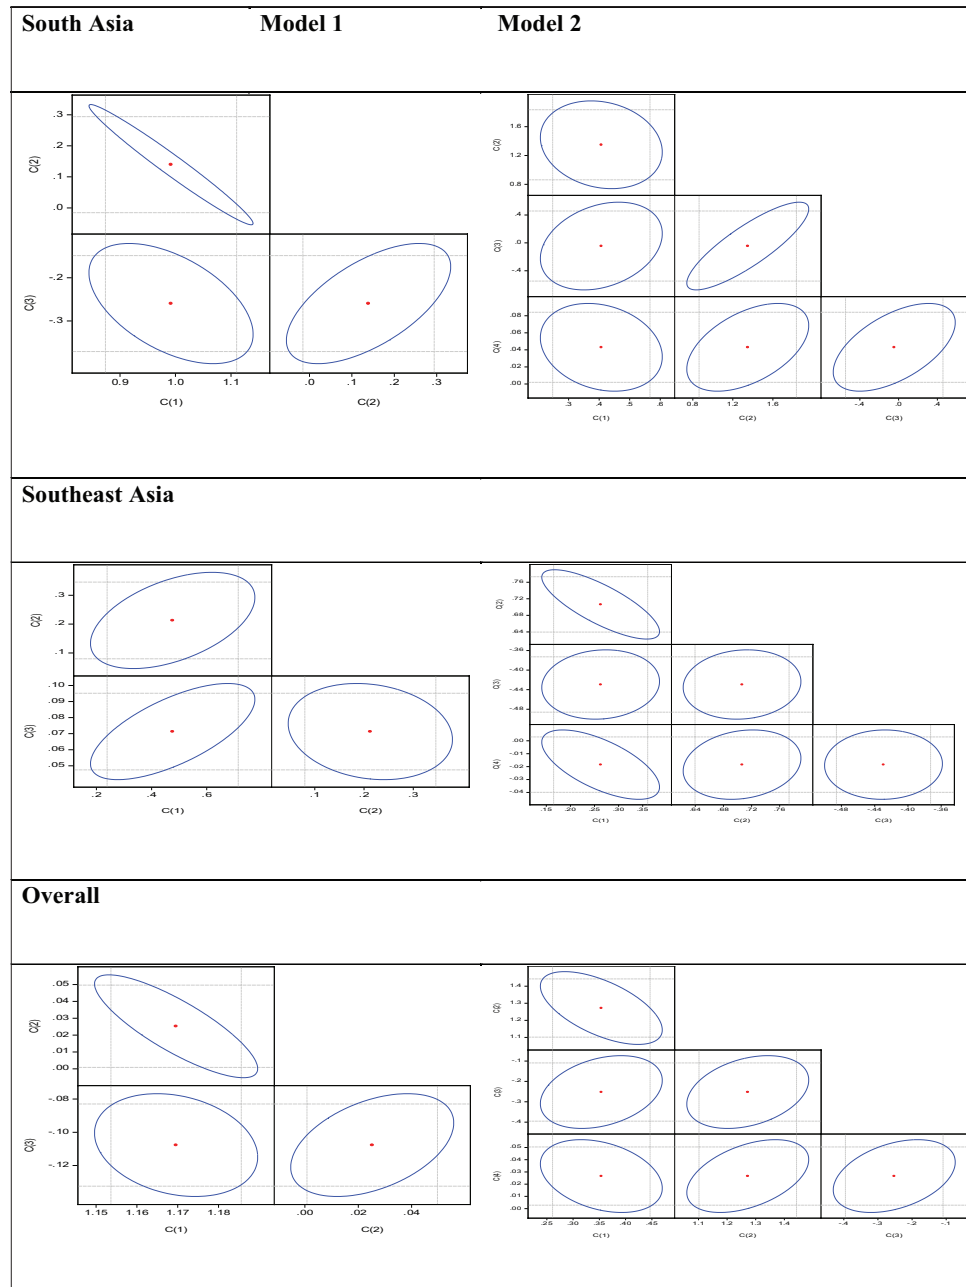 South Asia Model 1 Model 2
.3
.2
.1
.0
C(2)
-.2
-.3
C(3)
0.9 1.0 1.1 .0 .1 .2 .3
C(1) C(2)
1.6
1.2
0.8
C(2)
.4
.0
-.4
C(3)
.08
.06
.04
.02
.00
C(4)
.3 .4 .5 .6 0.8 1.2 1.6 -.4 .0 .4
C(1) C(2) C(3)
Southeast Asia
.3
.2
.1
C(2)
.10
.09
.08
.07
.06
.05
C(3)
.2 .4 .6 .1 .2 .3
C(1) C(2)
.76
.72
.68
.64
C(2)
-.36
-.40
-.44
-.48
C(3)
.00
-.01
-.02
-.03
-.04
C(4)
.15 .20 .25 .30 .35 .64 .68 .72 .76 -.48 -.44 -.40 -.36
C(1) C(2) C(3)
Overall
.05
.04
.03
.02
.01
.00
C(2)
-.08
-.10
-.12
C(3)
1.15 1.16 1.17 1.18 .00 .02 .04
C(1) C(2)
1.4
1.3
1.2
1.1
C(2)
-.1
-.2
-.3
-.4
C(3)
.05
.04
.03
.02
.01
.00
C(4)
.25 .30 .35 .40 .45 1.1 1.2 1.3 1.4 -.4 -.3 -.2 -.1
C(1) C(2) C(3)